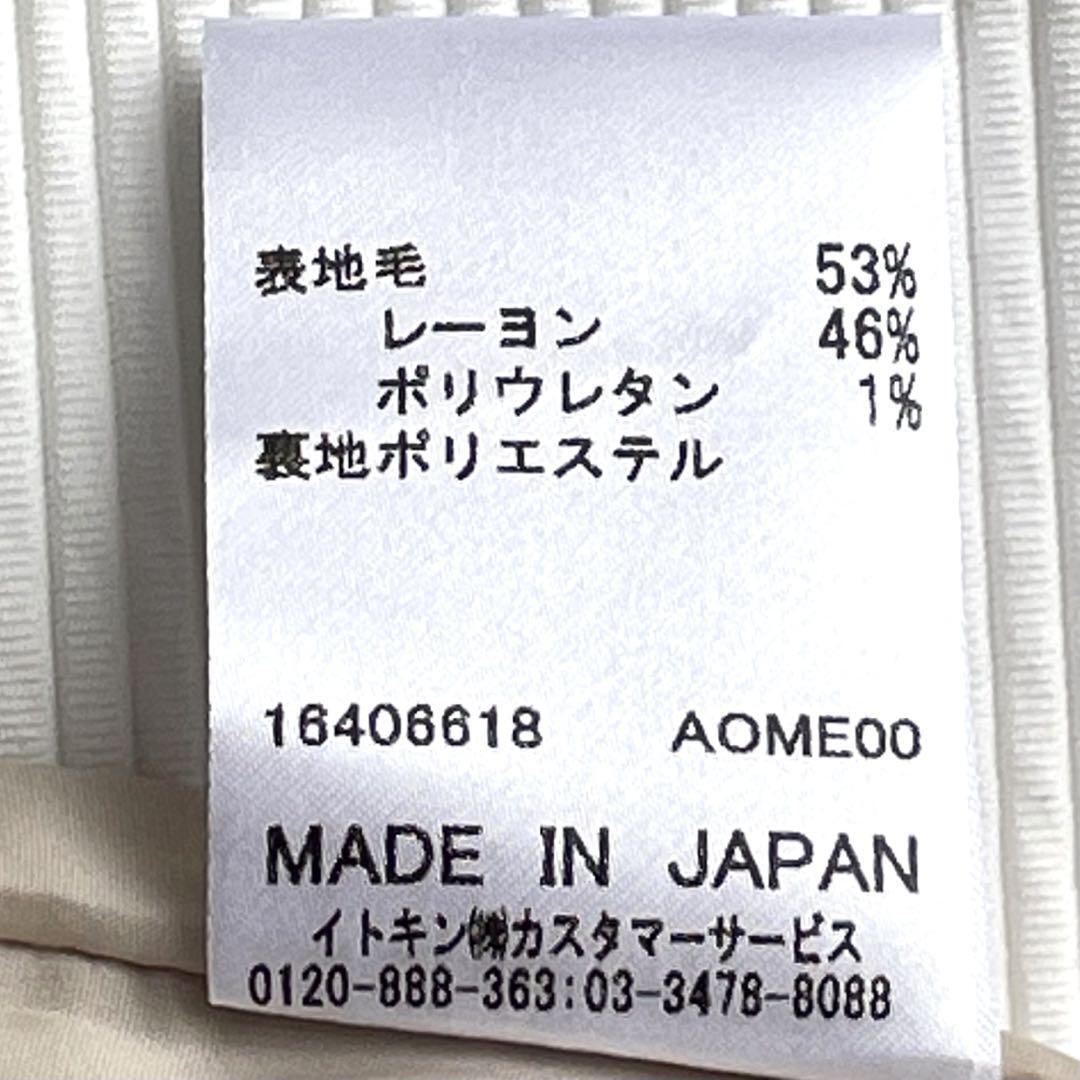 表地毛 53%
レーヨン 46%
ポリウレタン 1%
裏地ポリエステル
16406618 AOME00
MADE IN JAPAN
イトキン㈱カスタマーサービス
0120-888-363:03-3478-8088